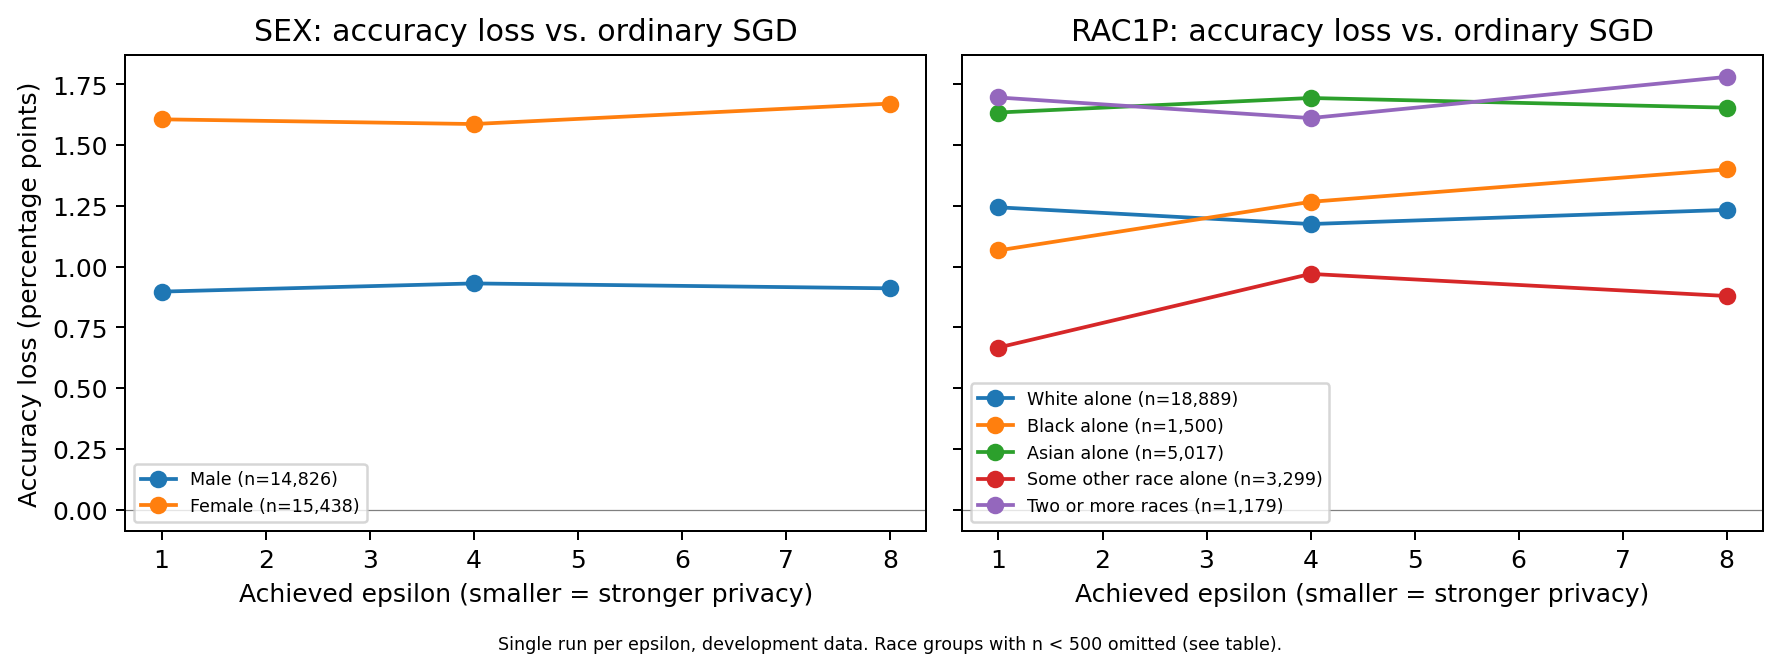 SEX: accuracy loss vs. ordinary SGD
Accuracy loss (percentage points)
1.75
1.50
1.25
1.00
0.75
0.50
0.25
0.00
Male (n=14,826)
Female (n=15,438)
1 2 3 4 5 6 7 8
Achieved epsilon (smaller = stronger privacy)
RAC1P: accuracy loss vs. ordinary SGD
White alone (n=18,889)
Black alone (n=1,500)
Asian alone (n=5,017)
Some other race alone (n=3,299)
Two or more races (n=1,179)
1 2 3 4 5 6 7 8
Achieved epsilon (smaller = stronger privacy)
Single run per epsilon, development data. Race groups with n < 500 omitted (see table).